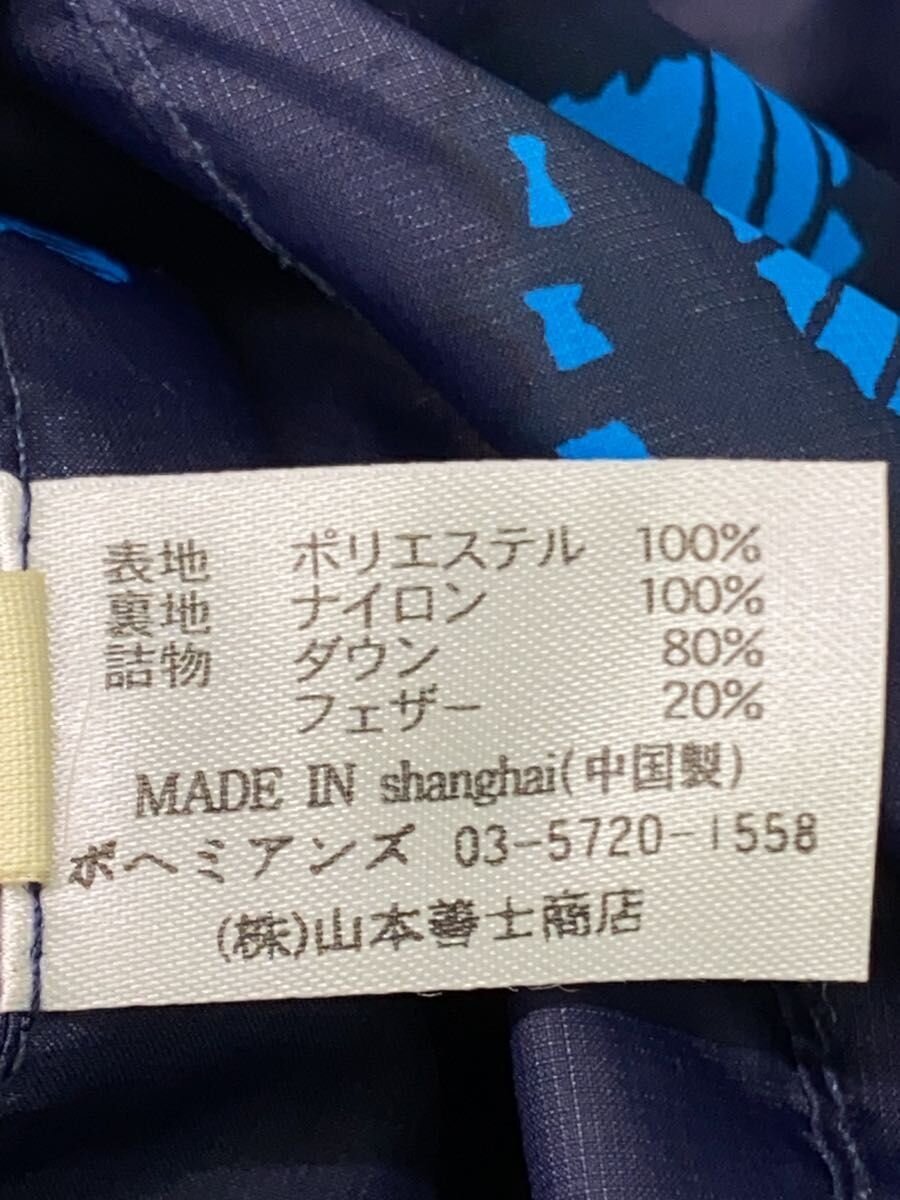 表地 ポリエステル 100%
裏地 ナイロン 100%
詰物 ダウン 80%
フェザー 20%
MADE IN shanghai(中国製)
ボヘミアンズ 03-5720-1558
(株)山本善士商店